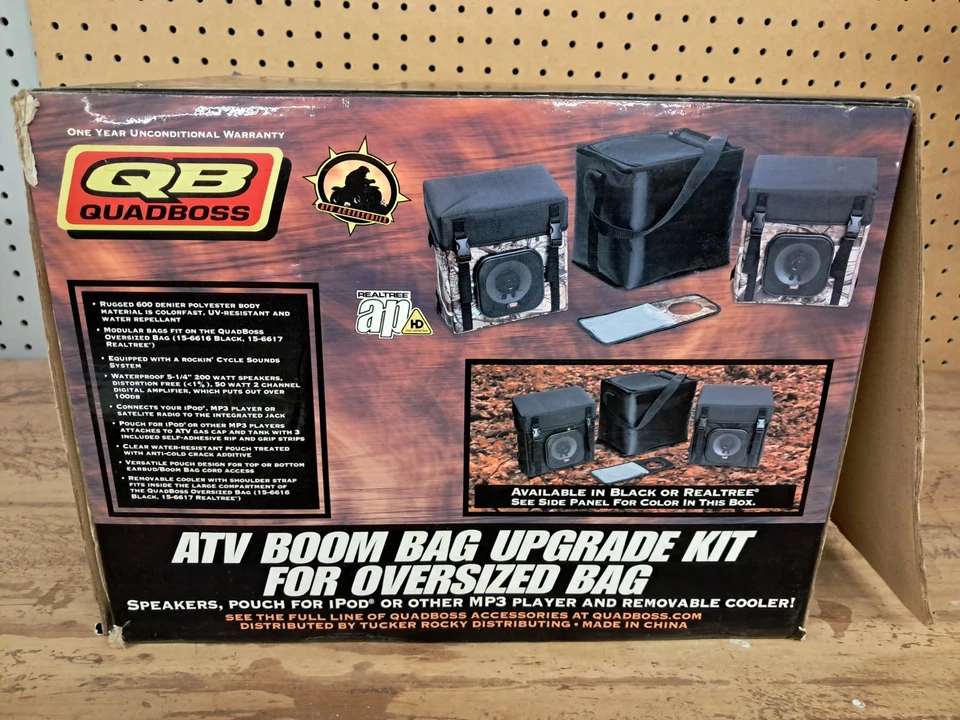 One Year Unconditional Warranty
QB
QUADBOSS
ATV ACCESSORIES
REALTREE
ap
HD
• Rugged 600 denier polyester body
material is colorfast, UV-resistant and
water repellant
• Modular bags fit on the QuadBoss
Oversized Bag (15-6616 Black, 15-6617
Realtree®)
• Equipped with a rockin' Cycle Sounds
System
• Waterproof 5-1/4" 200 watt speakers,
distortion free (<1%), 50 watt 2 channel
digital amplifier, which puts out over
100dB
• Connects your iPod®, MP3 player or
satelite radio to the integrated jack
• Pouch for iPod® or other MP3 players
attaches to ATV gas cap and tank with 3
included self-adhesive rip and grip strips
• Clear water-resistant pouch treated
with anti-cold crack additive
• Versatile pouch design for top or bottom
earbud/Boom Bag cord access
• Removable cooler with shoulder strap
fits inside the large compartment of
the QuadBoss Oversized Bag (15-6616
Black, 15-6617 Realtree®)
Available in Black or Realtree®
See Side Panel For Color In This Box.
ATV BOOM BAG UPGRADE KIT
FOR OVERSIZED BAG
Speakers, pouch for iPod® or other MP3 player and removable cooler!
SEE THE FULL LINE OF QUADBOSS ACCESSORIES AT QUADBOSS.COM
DISTRIBUTED BY TUCKER ROCKY DISTRIBUTING • MADE IN CHINA